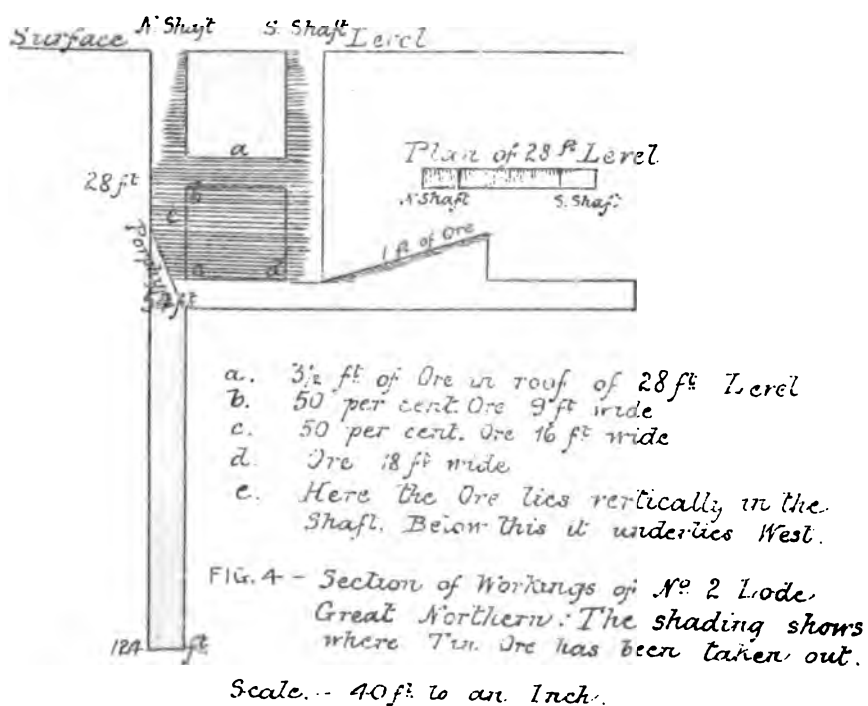 N. Shaft S. Shaft
Surface Level
a
28 ft
b
c
Plan of 28 ft Level
N. Shaft S. Shaft
Porphyry
1 ft of Ore
e d
54 ft
a. 3½ ft of Ore in roof of 28 ft Level
b. 50 per cent. Ore 9 ft wide
c. 50 per cent. Ore 16 ft wide
d. Ore 18 ft wide
e. Here the Ore lies vertically in the
Shaft. Below this it underlies West.
124 ft
FIG. 4 - Section of Workings of No. 2 Lode
Great Northern: The shading shows
where Tin Ore has been taken out.
Scale. - 40 ft to an Inch.